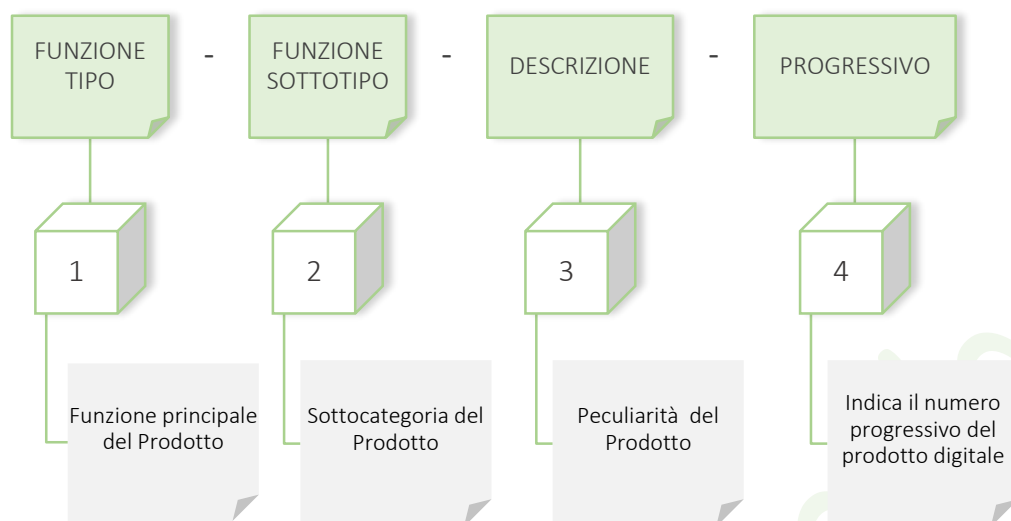 FUNZIONE
TIPO
-
FUNZIONE
SOTTOTIPO
-
DESCRIZIONE
-
PROGRESSIVO
1
2
3
4
Funzione principale
del Prodotto
Sottocategoria del
Prodotto
Peculiarità del
Prodotto
Indica il numero
progressivo del
prodotto digitale